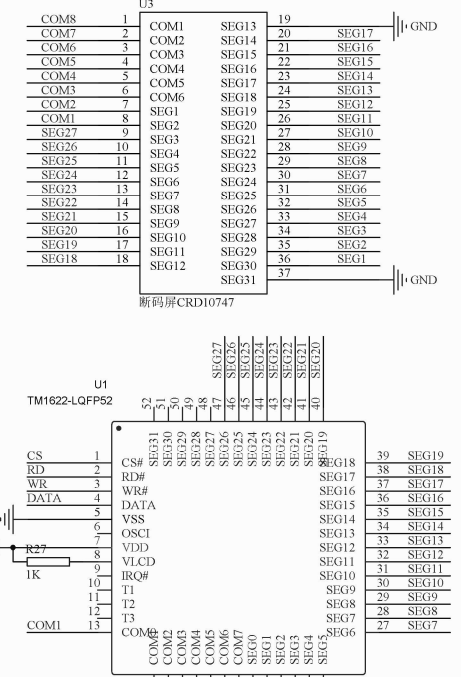 U3
COM8 1 COM1 SEG13 19 GND
COM7 2 COM2 SEG14 20 SEG17
COM6 3 COM3 SEG15 21 SEG16
COM5 4 COM4 SEG16 22 SEG15
COM4 5 COM5 SEG17 23 SEG14
COM3 6 COM6 SEG18 24 SEG13
COM2 7 SEG1 SEG19 25 SEG12
COM1 8 SEG2 SEG20 26 SEG11
SEG27 9 SEG3 SEG21 27 SEG10
SEG26 10 SEG4 SEG22 28 SEG9
SEG25 11 SEG5 SEG23 29 SEG8
SEG24 12 SEG6 SEG24 30 SEG7
SEG23 13 SEG7 SEG25 31 SEG6
SEG22 14 SEG8 SEG26 32 SEG5
SEG21 15 SEG9 SEG27 33 SEG4
SEG20 16 SEG10 SEG28 34 SEG3
SEG19 17 SEG11 SEG29 35 SEG2
SEG18 18 SEG12 SEG30 36 SEG1
SEG31 37 GND
断码屏CRD10747
SEG27 SEG26 SEG25 SEG24 SEG23 SEG22 SEG21 SEG20
U1
TM1622-LQFP52
52 51 50 49 48 47 46 45 44 43 42 41 40
SEG31 SEG30 SEG29 SEG28 SEG27 SEG26 SEG25 SEG24 SEG23 SEG22 SEG21 SEG20 SEG19
CS 1 CS# SEG18 39 SEG19
RD 2 RD# SEG17 38 SEG18
WR 3 WR# SEG16 37 SEG17
DATA 4 DATA SEG15 36 SEG16
5 VSS SEG14 35 SEG15
6 OSCI SEG13 34 SEG14
7 VDD SEG12 33 SEG13
R27 8 VLCD SEG11 32 SEG12
1K 9 IRQ# SEG10 31 SEG11
10 T1 SEG9 30 SEG10
11 T2 SEG8 29 SEG9
12 T3 SEG7 28 SEG8
COM1 13 COM0 SEG6 27 SEG7
COM1 COM2 COM3 COM4 COM5 COM6 COM7 SEG0 SEG1 SEG2 SEG3 SEG4 SEG5